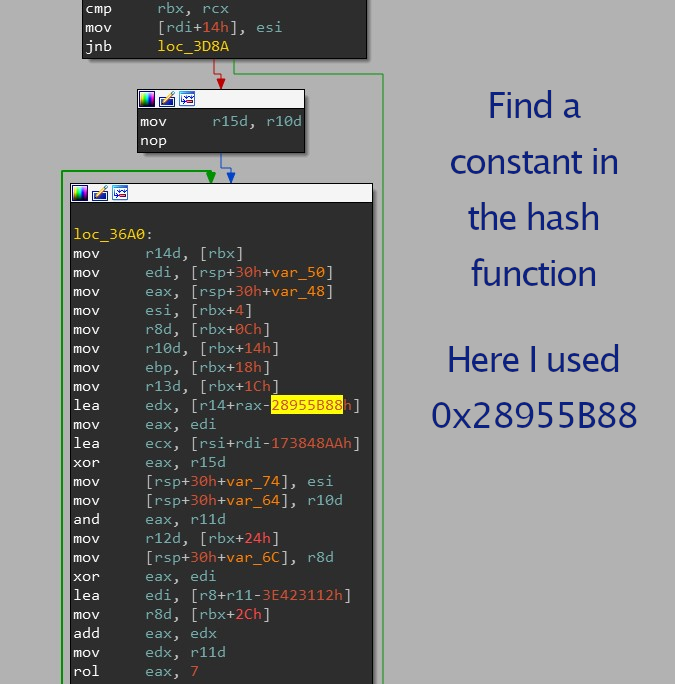 cmp rbx, rcx
mov [rdi+14h], esi
jnb loc_3D8A
mov r15d, r10d
nop
loc_36A0:
mov r14d, [rbx]
mov edi, [rsp+30h+var_50]
mov eax, [rsp+30h+var_48]
mov esi, [rbx+4]
mov r8d, [rbx+0Ch]
mov r10d, [rbx+14h]
mov ebp, [rbx+18h]
mov r13d, [rbx+1Ch]
lea edx, [r14+rax-28955B88h]
mov eax, edi
lea ecx, [rsi+rdi-173848AAh]
xor eax, r15d
mov [rsp+30h+var_74], esi
mov [rsp+30h+var_64], r10d
and eax, r11d
mov r12d, [rbx+24h]
mov [rsp+30h+var_6C], r8d
xor eax, edi
lea edi, [r8+r11-3E423112h]
mov r8d, [rbx+2Ch]
add eax, edx
mov edx, r11d
rol eax, 7
Find a
constant in
the hash
function
Here I used
0x28955B88